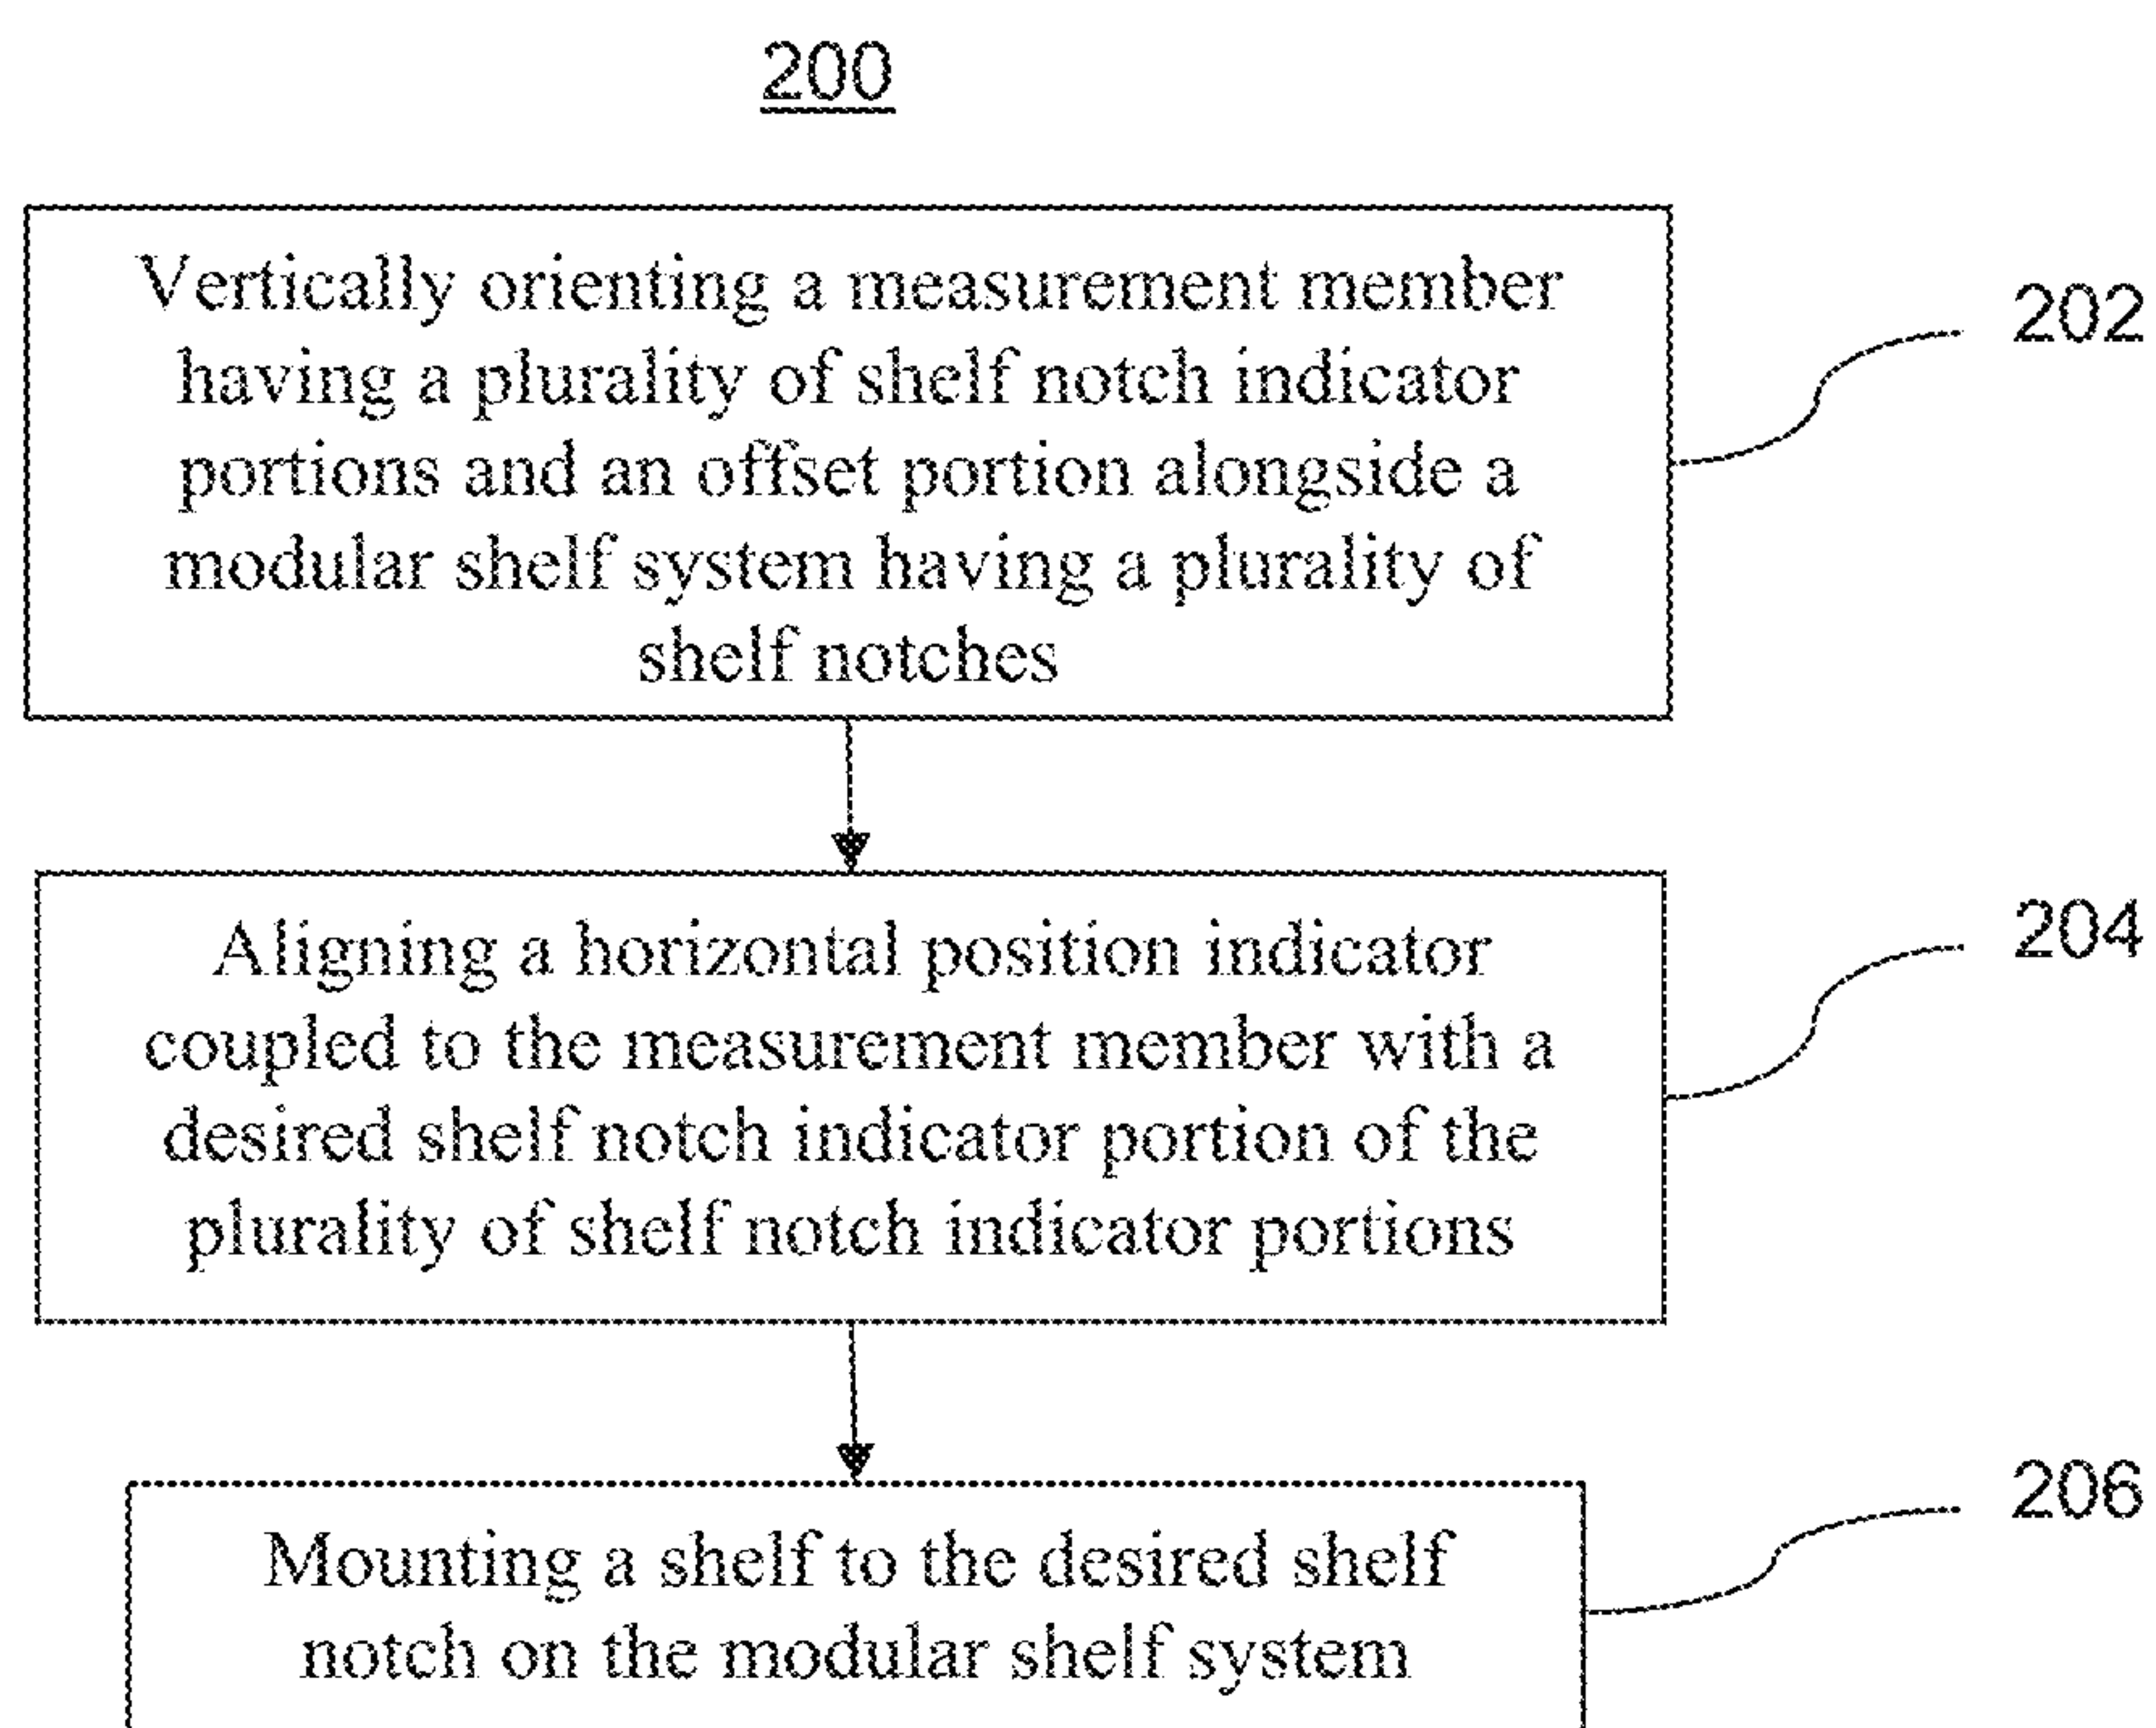 200
Vertically orienting a measurement member
having a plurality of shelf notch indicator
portions and an offset portion alongside a
modular shelf system having a plurality of
shelf notches
202
Aligning a horizontal position indicator
coupled to the measurement member with a
desired shelf notch indicator portion of the
plurality of shelf notch indicator portions
204
Mounting a shelf to the desired shelf
notch on the modular shelf system
206